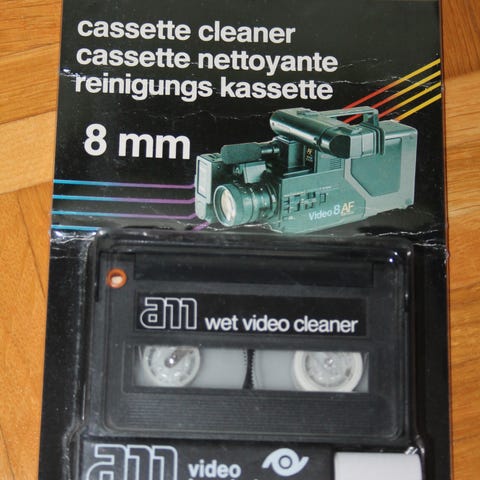 cassette cleaner
cassette nettoyante
reinigungs kassette
8 mm
Video 8 AF
am wet video cleaner
am video